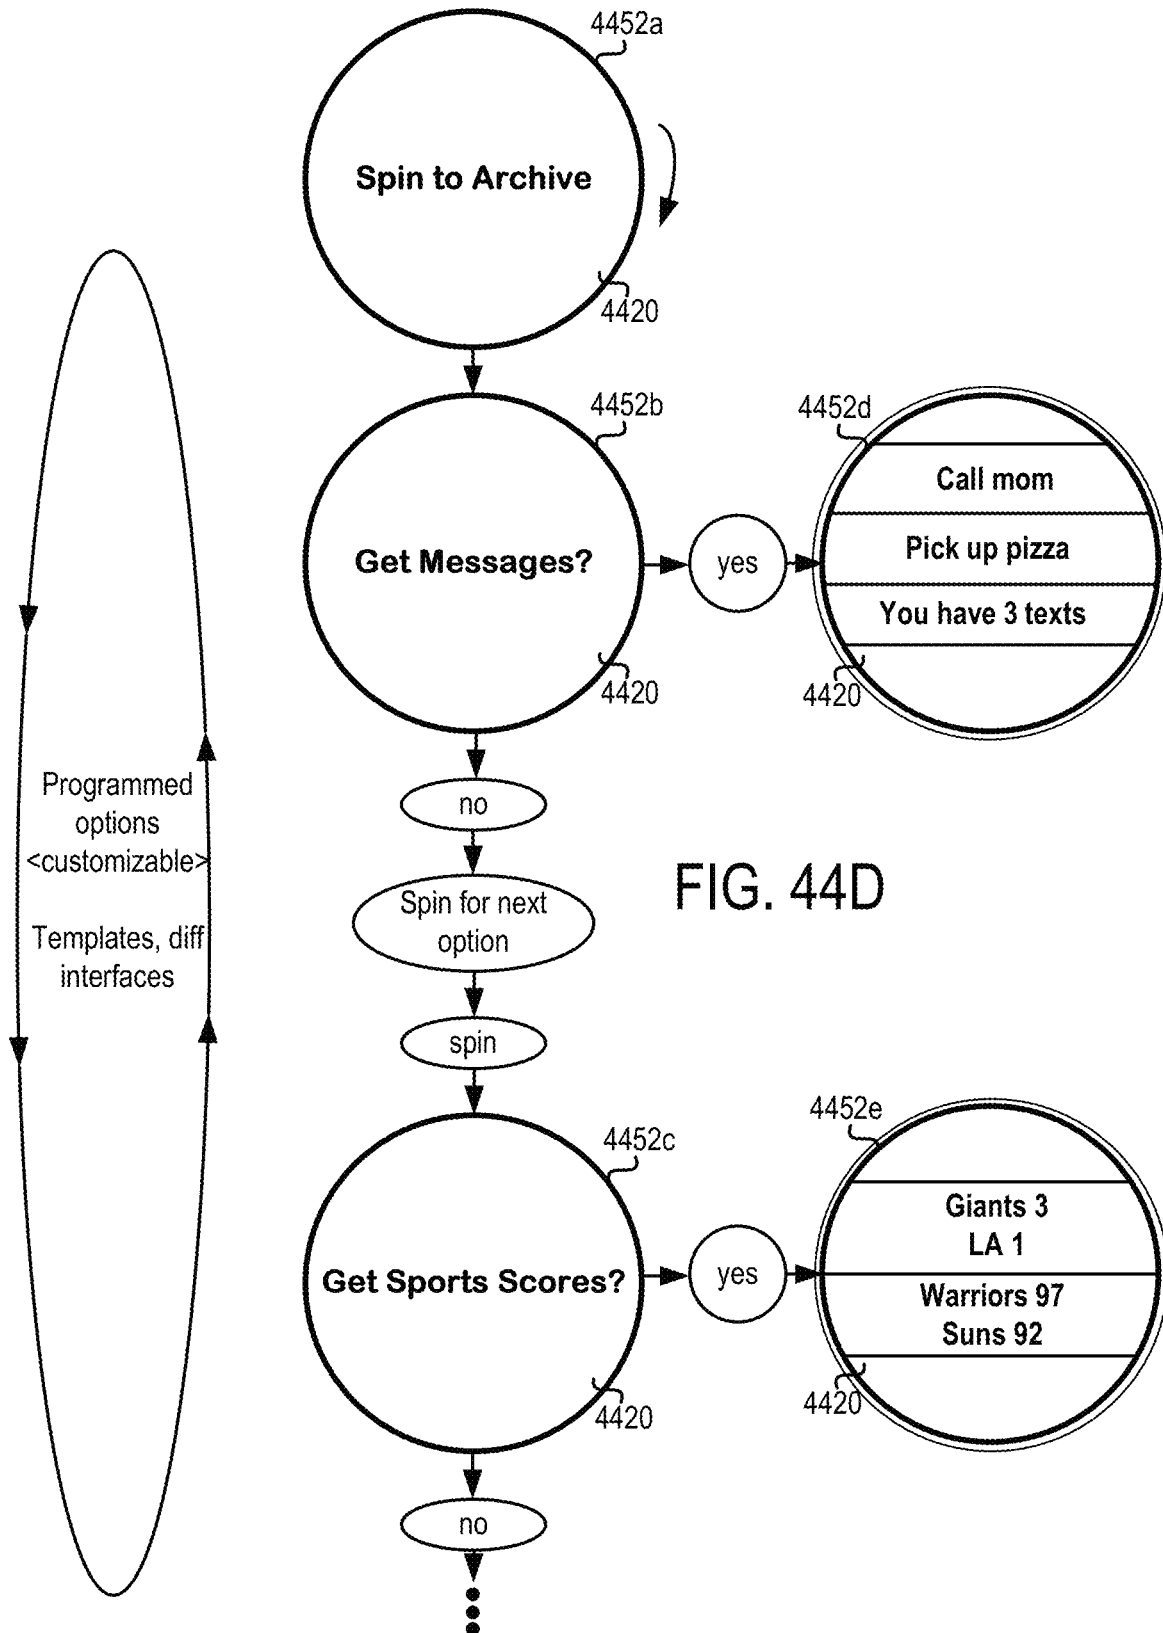 4452a
Spin to Archive
4420
4452b
Get Messages?
4420
yes
4452d
Call mom
Pick up pizza
You have 3 texts
4420
no
Programmed
options
<customizable>
Templates, diff
interfaces
Spin for next
option
FIG. 44D
spin
4452c
Get Sports Scores?
4420
yes
4452e
Giants 3
LA 1
Warriors 97
Suns 92
4420
no